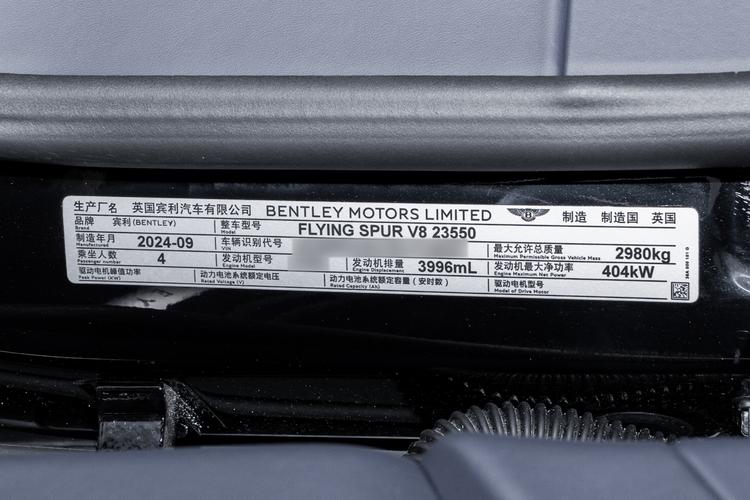 生产厂名 英国宾利汽车有限公司 BENTLEY MOTORS LIMITED 制造 制造国 英国
品牌 Brand 宾利(BENTLEY) 整车型号 Model FLYING SPUR V8 23550
制造年月 Manufactured 2024-09 车辆识别代号 VIN 最大允许总质量 Maximum Permissible Gross Vehicle Mass 2980kg
乘坐人数 Passenger number 4 发动机型号 Engine Model 发动机排量 Engine Displacement 3996mL 发动机最大净功率 Engine Maximum Net Power 404kW
驱动电机峰值功率 Peak Power (KW) 动力电池系统额定电压 Rated Voltage (V) 动力电池系统额定容量(安时数) Rated Capacity (Ah) 驱动电机型号 Model of Drive Motor